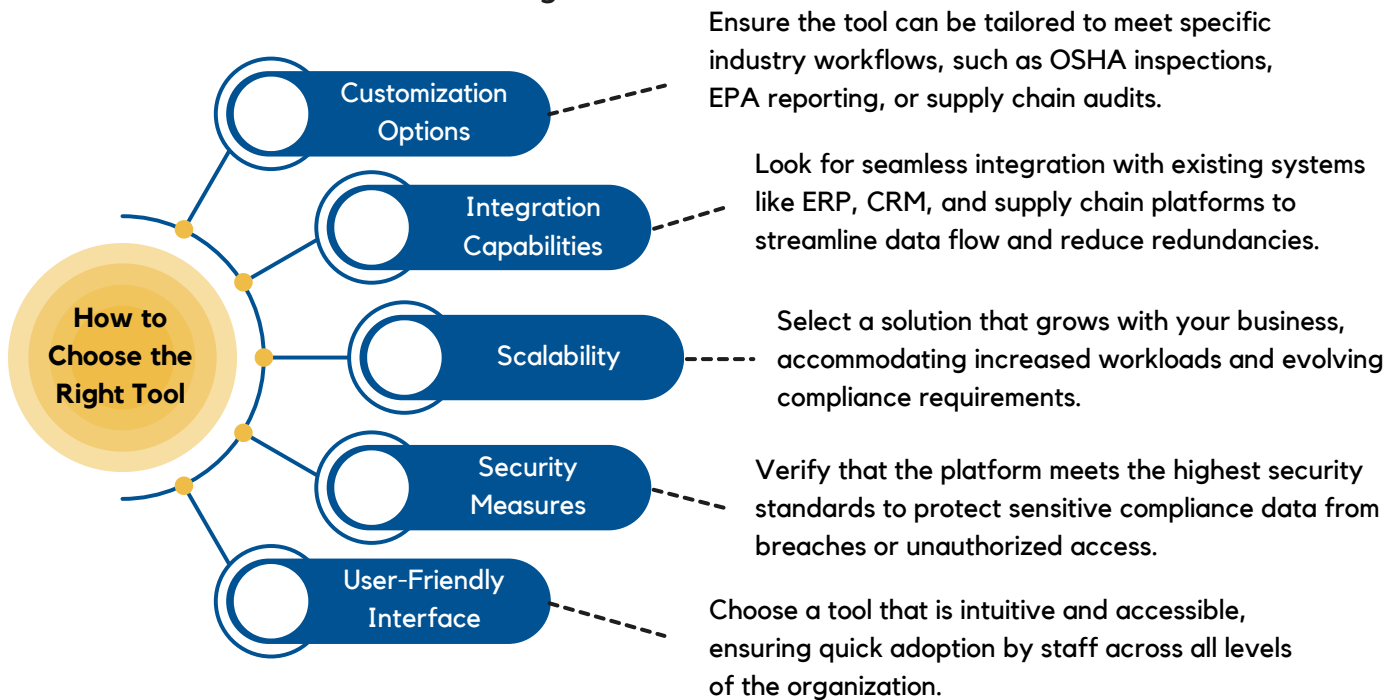 How to
Choose the
Right Tool
Customization
Options
Ensure the tool can be tailored to meet specific
industry workflows, such as OSHA inspections,
EPA reporting, or supply chain audits.
Integration
Capabilities
Look for seamless integration with existing systems
like ERP, CRM, and supply chain platforms to
streamline data flow and reduce redundancies.
Scalability
Select a solution that grows with your business,
accommodating increased workloads and evolving
compliance requirements.
Security
Measures
Verify that the platform meets the highest security
standards to protect sensitive compliance data from
breaches or unauthorized access.
User-Friendly
Interface
Choose a tool that is intuitive and accessible,
ensuring quick adoption by staff across all levels
of the organization.